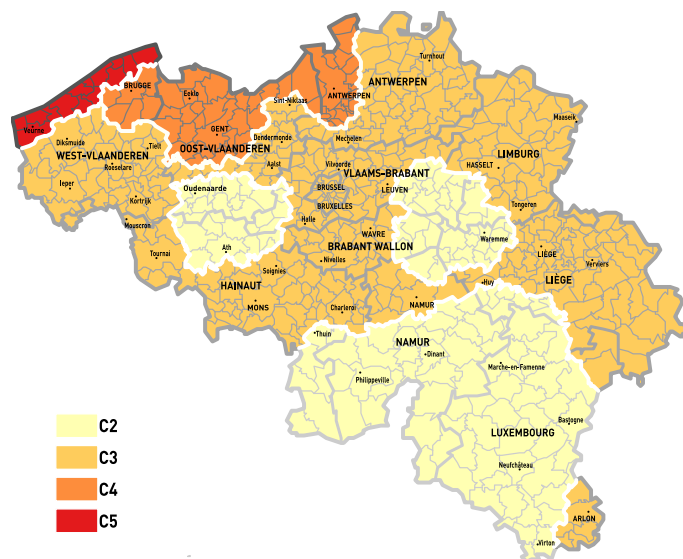 Turnhout
ANTWERPEN
BRUGGE
Eeklo
ANTWERPEN
Sint-Niklaas
Maaseik
Veurne
GENT
Dendermonde
Mechelen
Diksmuide
Tielt
OOST-VLAANDEREN
WEST-VLAANDEREN
LIMBURG
Roeselare
Aalst
Vilvoorde
HASSELT
VLAAMS-BRABANT
Ieper
Oudenaarde
BRUSSEL
LEUVEN
Kortrijk
BRUXELLES
Tongeren
Mouscron
Halle
WAVRE
Waremme
BRABANT WALLON
Ath
LIÈGE
Tournai
Nivelles
Verviers
Soignies
HAINAUT
Huy
LIÈGE
MONS
NAMUR
Charleroi
Thuin
NAMUR
Dinant
Marche-en-Famenne
Philippeville
C2
Bastogne
LUXEMBOURG
C3
Neufchâteau
C4
C5
ARLON
Virton